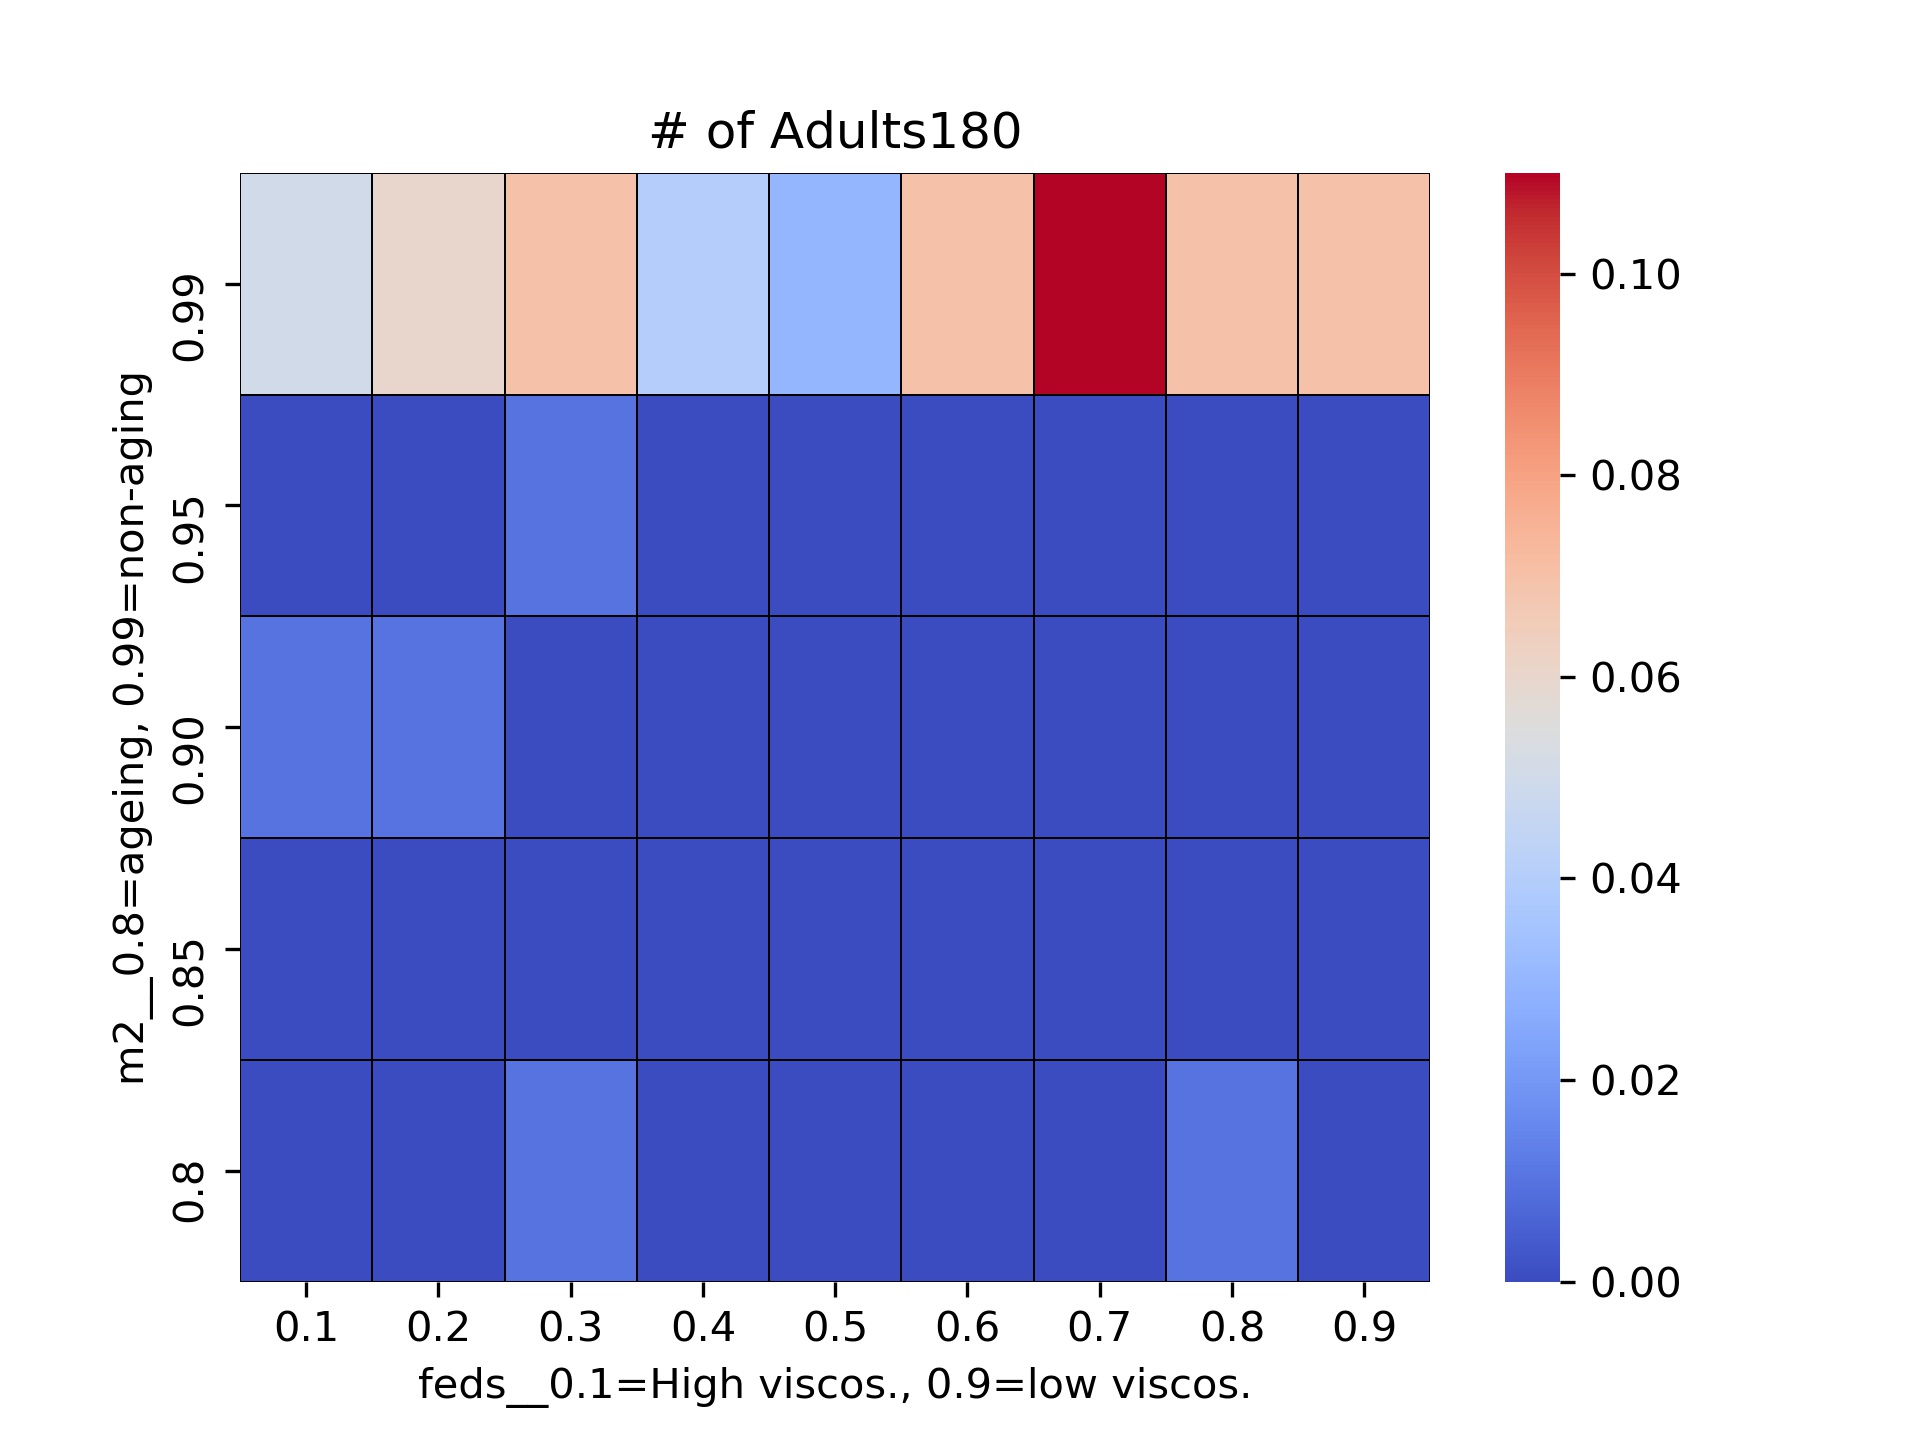 # of Adults180
m2__0.8=ageing, 0.99=non-aging
0.99
0.95
0.90
0.85
0.8
0.1 0.2 0.3 0.4 0.5 0.6 0.7 0.8 0.9
feds__0.1=High viscos., 0.9=low viscos.
0.10
0.08
0.06
0.04
0.02
0.00